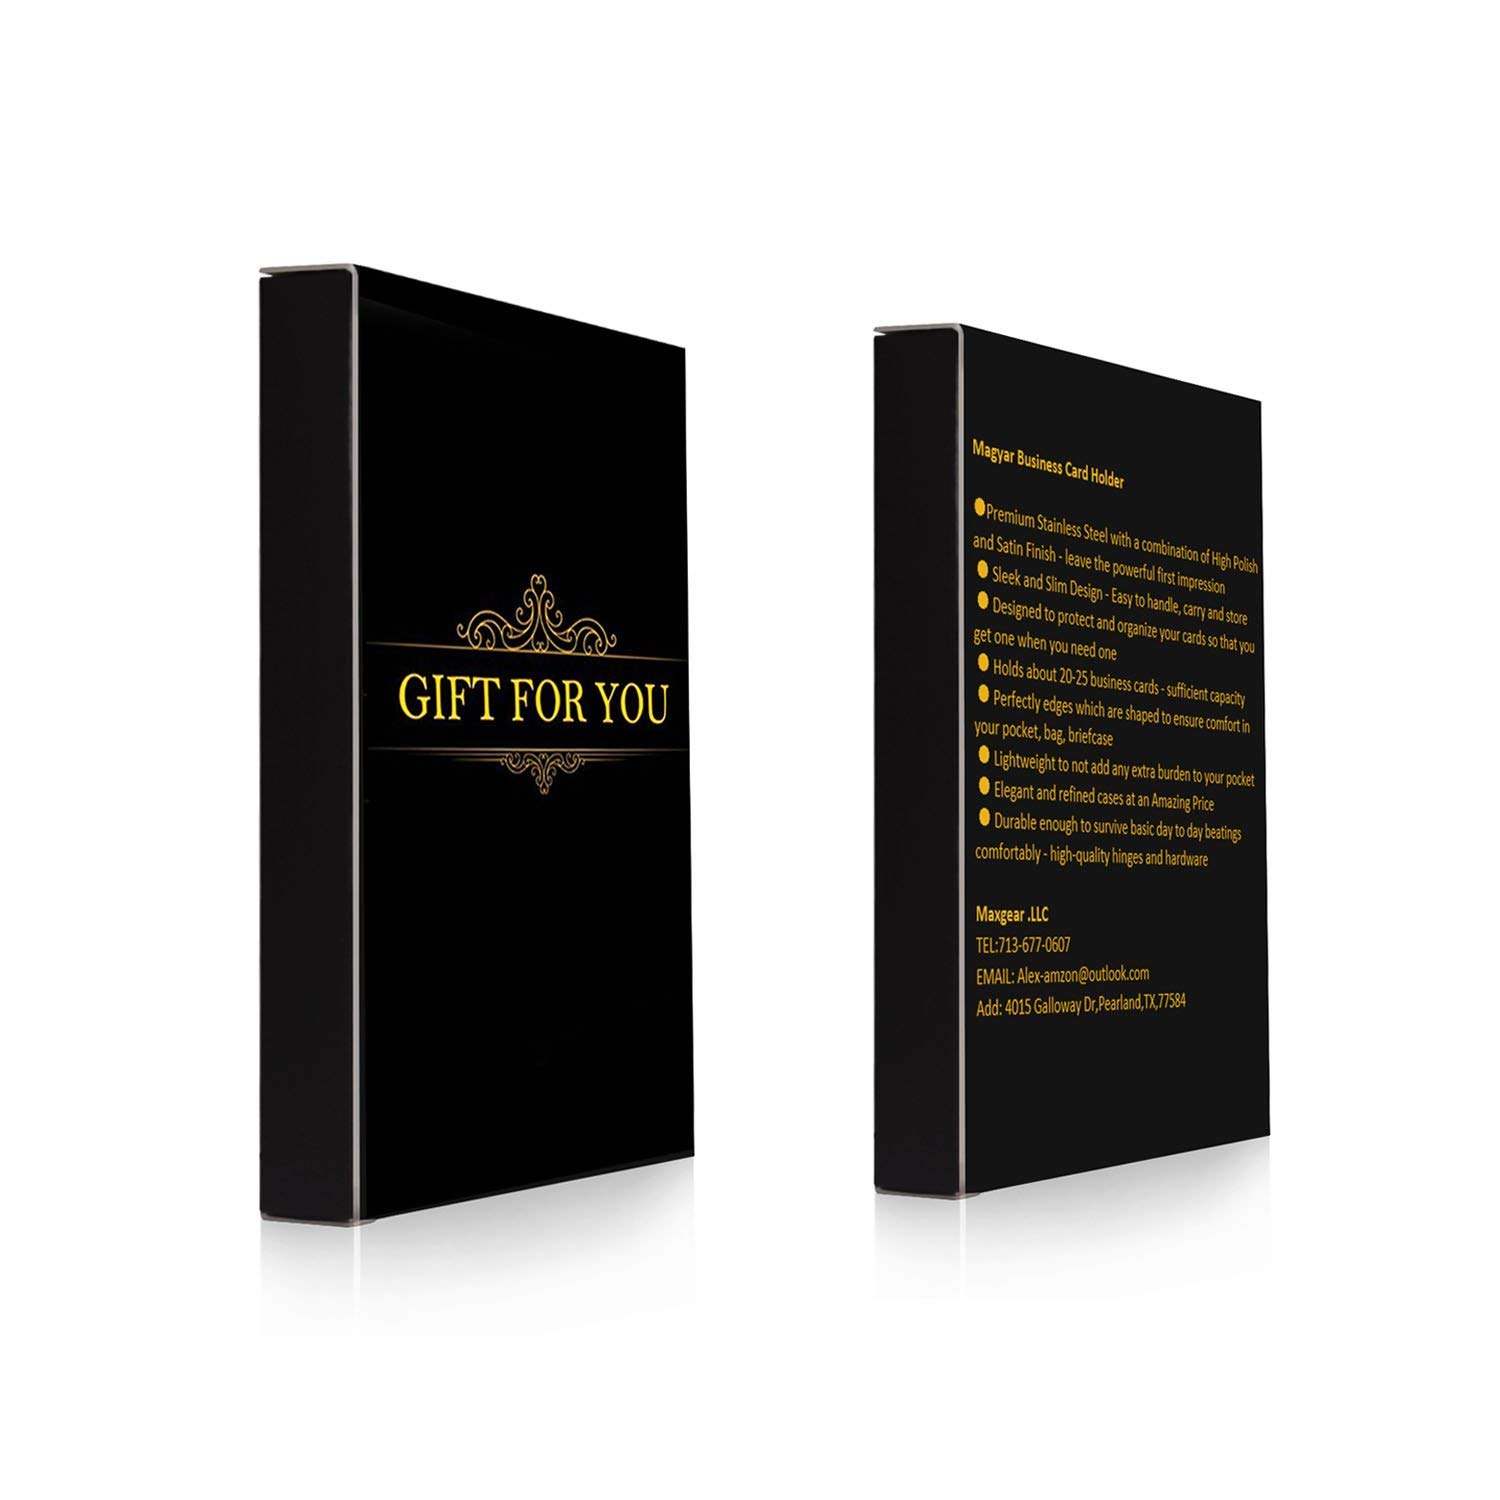 GIFT FOR YOU
Magyar Business Card Holder
●Premium Stainless Steel with a combination of High Polish
and Satin Finish - leave the powerful first impression
● Sleek and Slim Design - Easy to handle, carry and store
● Designed to protect and organize your cards so that you
get one when you need one
● Holds about 20-25 business cards - sufficient capacity
● Perfectly edges which are shaped to ensure comfort in
your pocket, bag, briefcase
● Lightweight to not add any extra burden to your pocket
● Elegant and refined cases at an Amazing Price
● Durable enough to survive basic day to day beatings
comfortably - high-quality hinges and hardware
Maxgear .LLC
TEL:713-677-0607
EMAIL: Alex-amzon@outlook.com
Add: 4015 Galloway Dr,Pearland,TX,77584